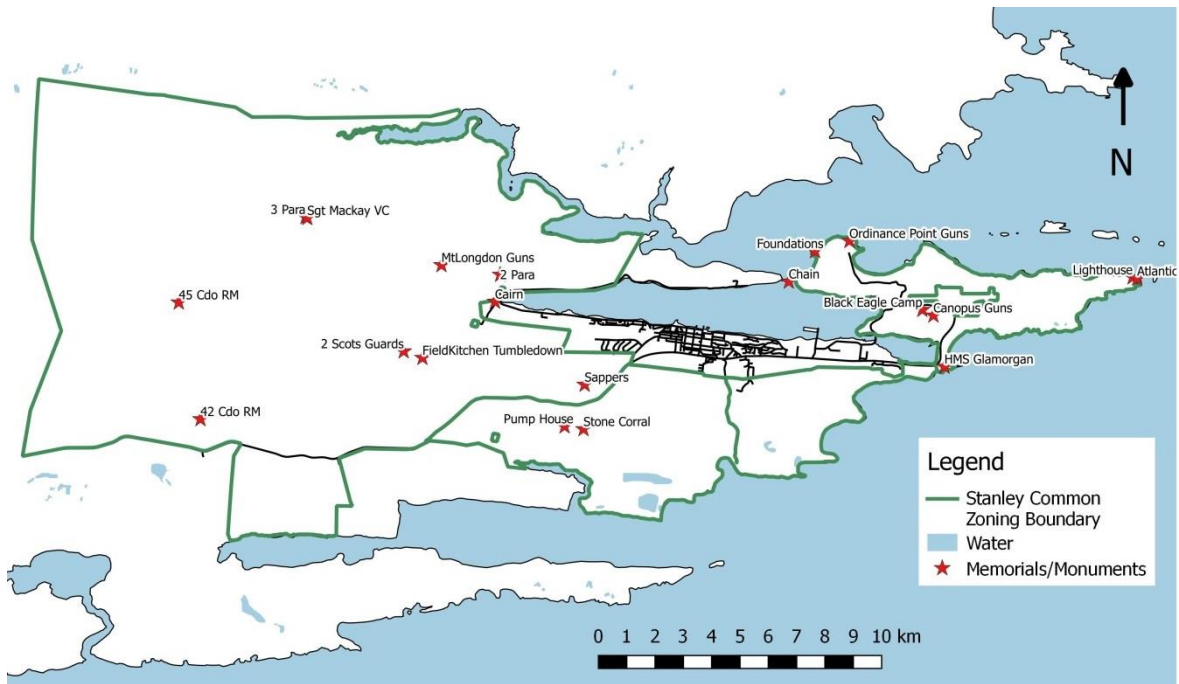 N
3 Para Sgt Mackay VC
Ordinance Point Guns
Foundations
MtLongdon Guns
2 Para
Lighthouse Atlantic
Chain
45 Cdo RM
Cairn
Black Eagle Camp
Canopus Guns
2 Scots Guards
FieldKitchen Tumbledown
HMS Glamorgan
Sappers
42 Cdo RM
Pump House
Stone Corral
Legend
Stanley Common
Zoning Boundary
Water
Memorials/Monuments
0 1 2 3 4 5 6 7 8 9 10 km